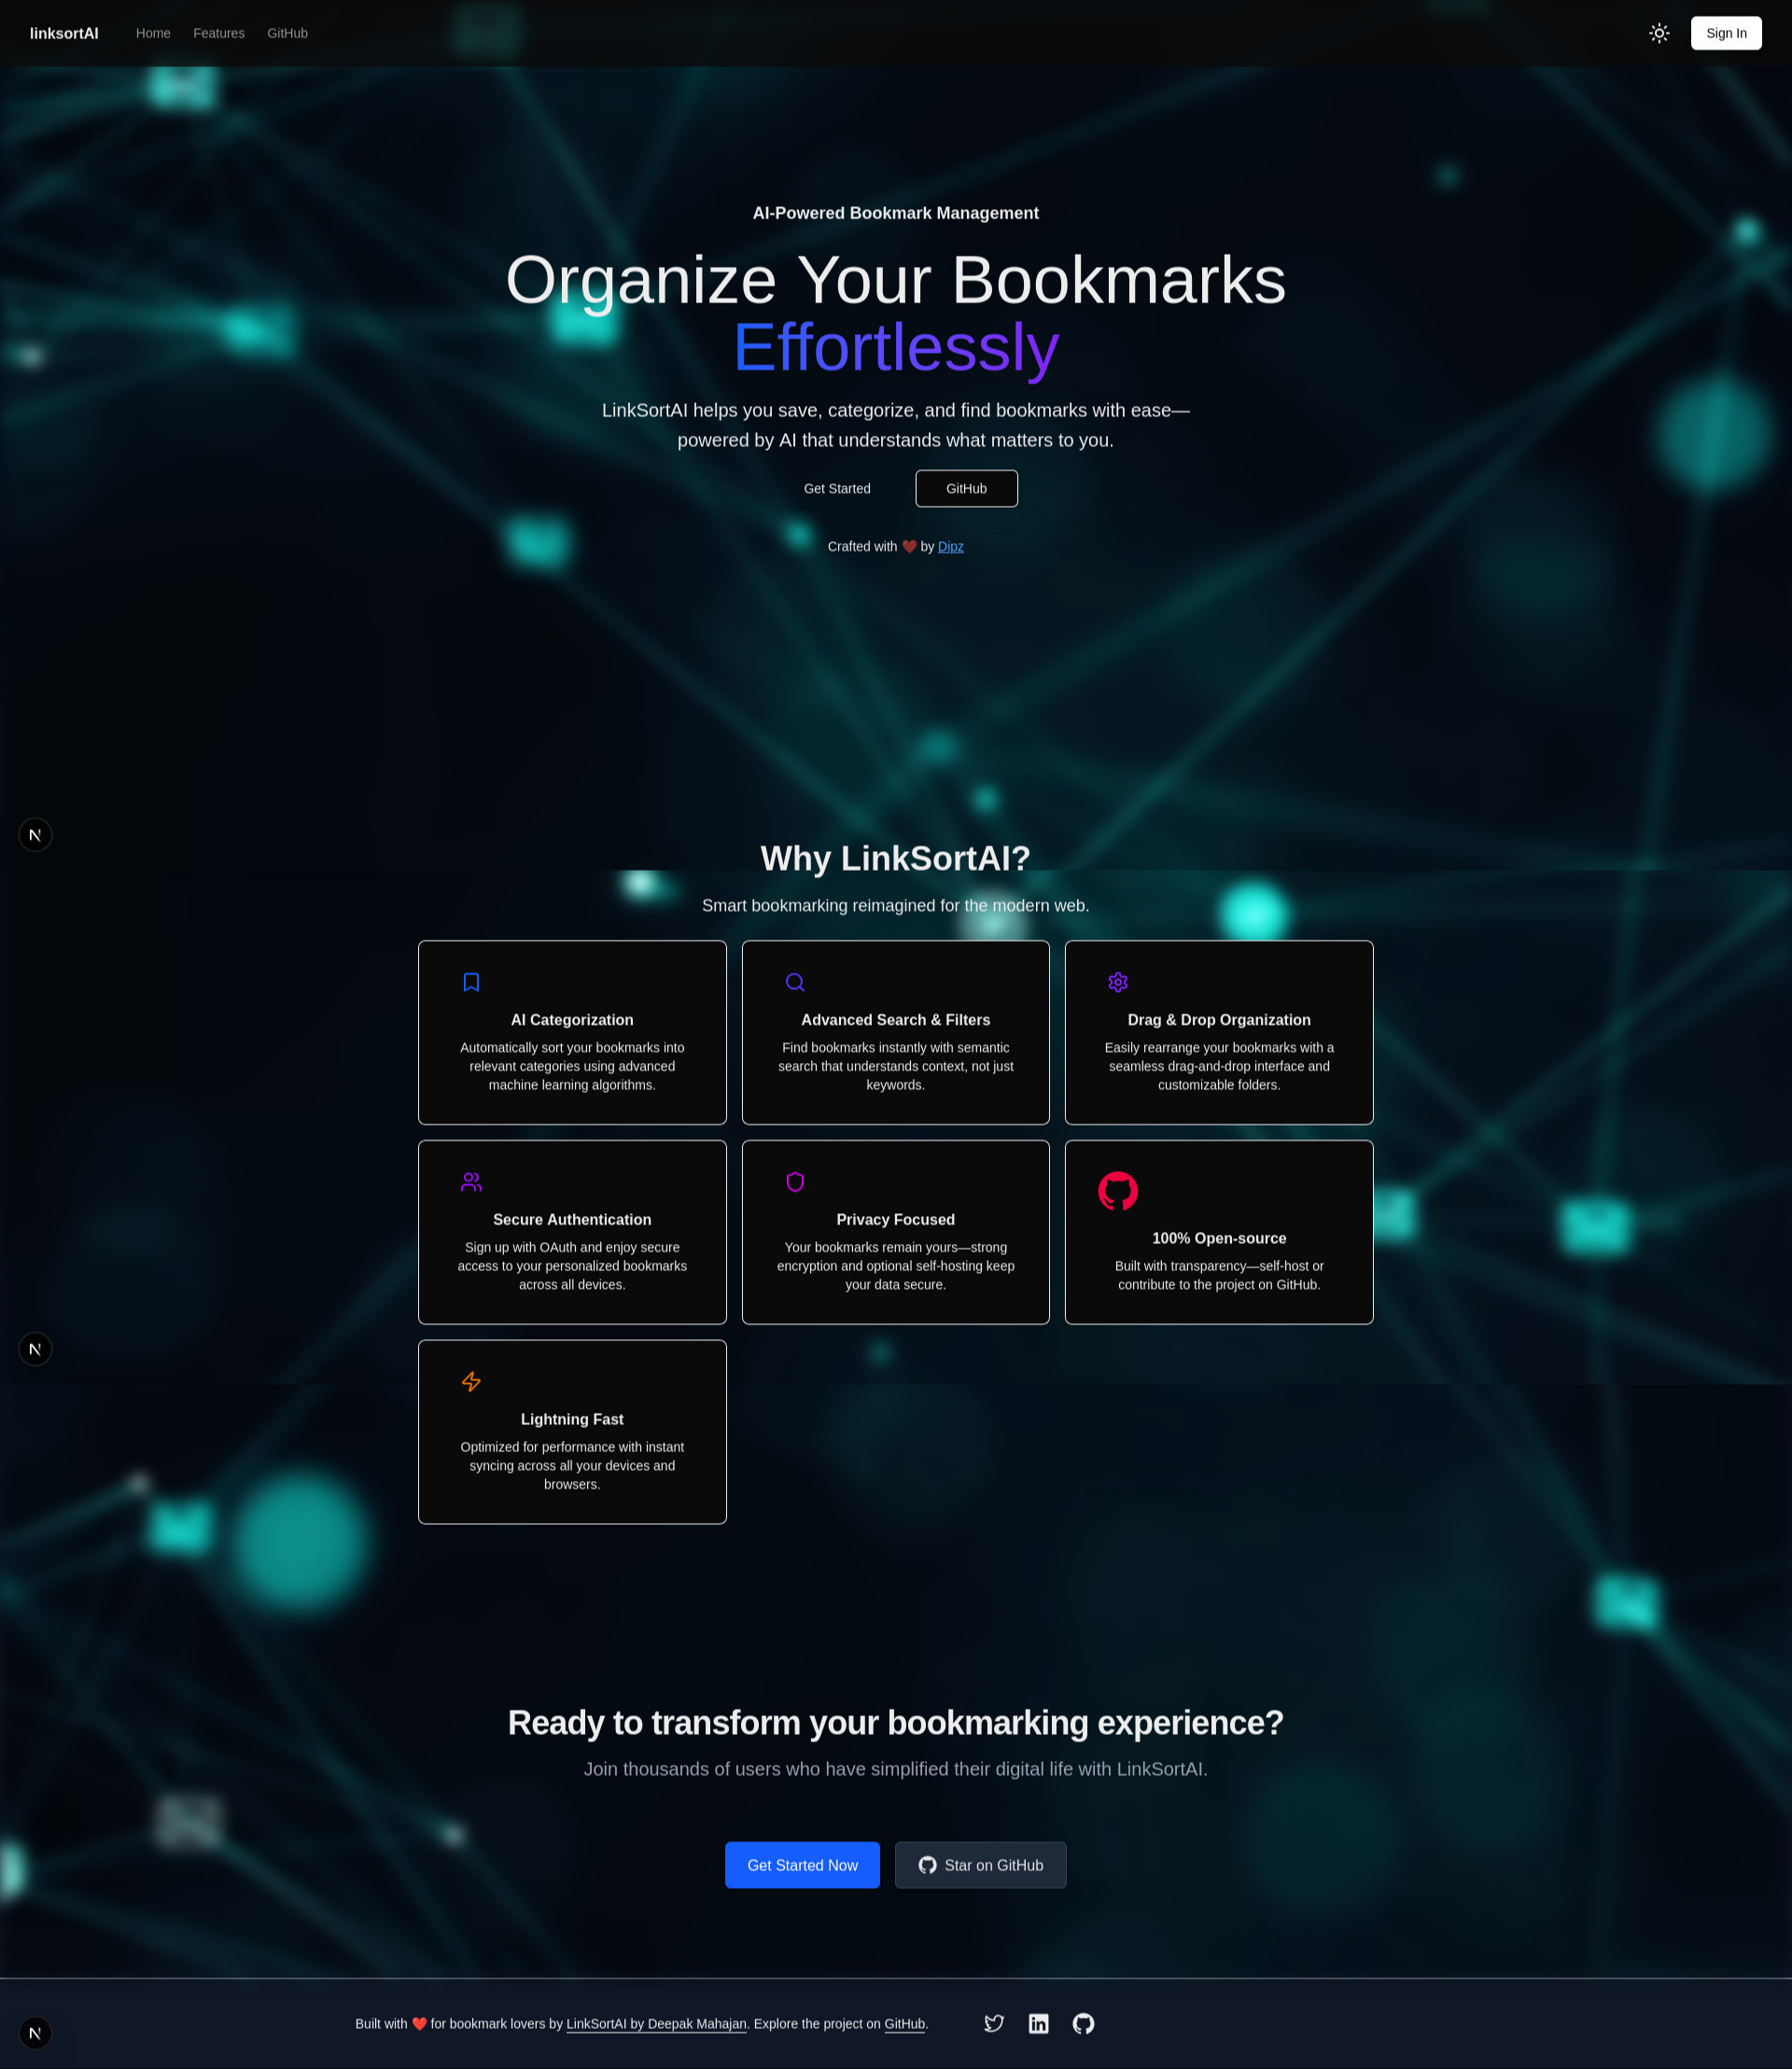 linksortAI Home Features GitHub Sign In
AI-Powered Bookmark Management
Organize Your Bookmarks
Effortlessly
LinkSortAI helps you save, categorize, and find bookmarks with ease—
powered by AI that understands what matters to you.
Get Started GitHub
Crafted with ❤️ by Dipz
N
Why LinkSortAI?
Smart bookmarking reimagined for the modern web.
AI Categorization
Automatically sort your bookmarks into
relevant categories using advanced
machine learning algorithms.
Advanced Search & Filters
Find bookmarks instantly with semantic
search that understands context, not just
keywords.
Drag & Drop Organization
Easily rearrange your bookmarks with a
seamless drag-and-drop interface and
customizable folders.
Secure Authentication
Sign up with OAuth and enjoy secure
access to your personalized bookmarks
across all devices.
Privacy Focused
Your bookmarks remain yours—strong
encryption and optional self-hosting keep
your data secure.
100% Open-source
Built with transparency—self-host or
contribute to the project on GitHub.
N
Lightning Fast
Optimized for performance with instant
syncing across all your devices and
browsers.
Ready to transform your bookmarking experience?
Join thousands of users who have simplified their digital life with LinkSortAI.
Get Started Now Star on GitHub
N
Built with ❤️ for bookmark lovers by LinkSortAI by Deepak Mahajan. Explore the project on GitHub.